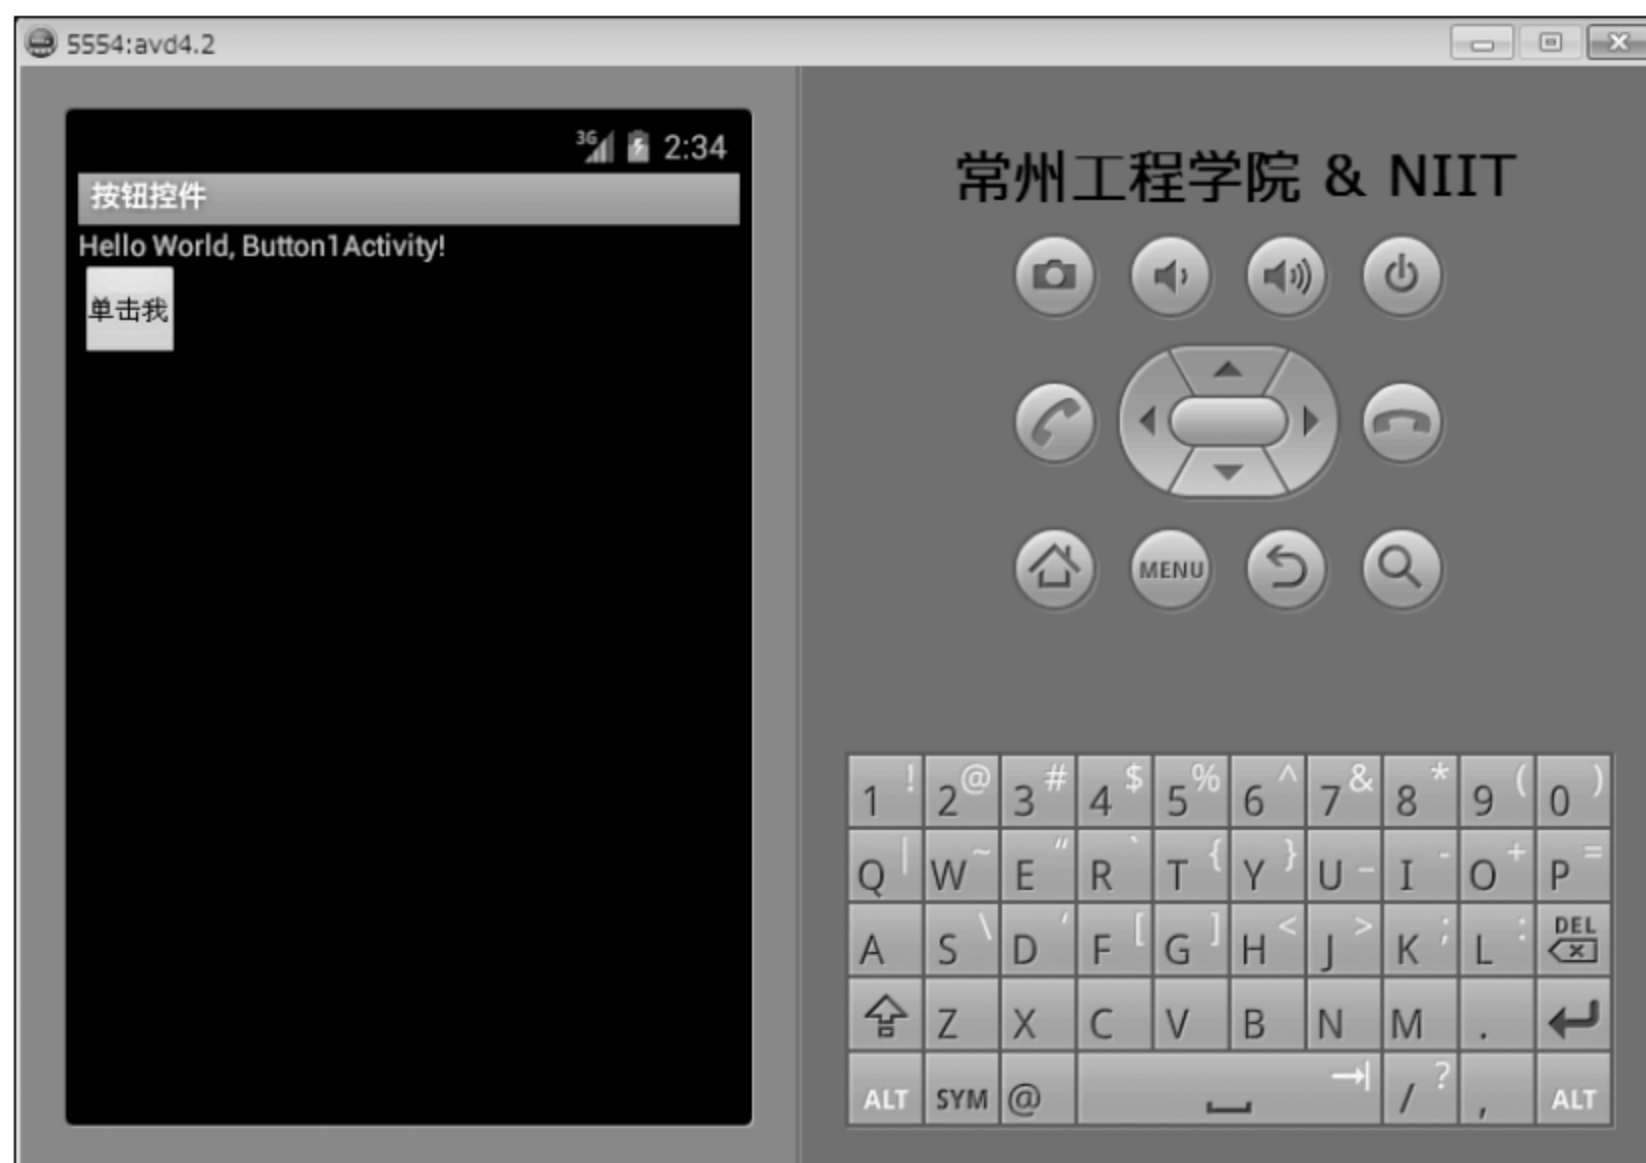 5554:avd4.2
3G 2:34
按钮控件
Hello World, Button1Activity!
单击我
常州工程学院 & NIIT
MENU
1 ! 2 @ 3 # 4 $ 5 % 6 ^ 7 & 8 * 9 ( 0 )
Q | W ~ E " R ` T { Y } U _ I - O + P =
A S \ D ' F [ G ] H < J > K ; L : DEL
Z X C V B N M .
ALT SYM @ / ? , ALT